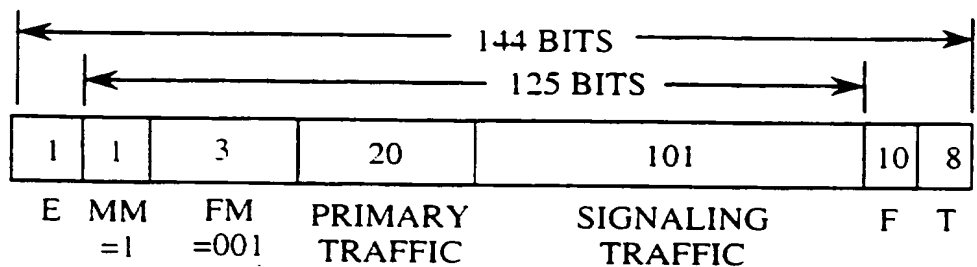 144 BITS
125 BITS
1 1 3 20 101 10 8
E MM =1 FM =001 PRIMARY TRAFFIC SIGNALING TRAFFIC F T